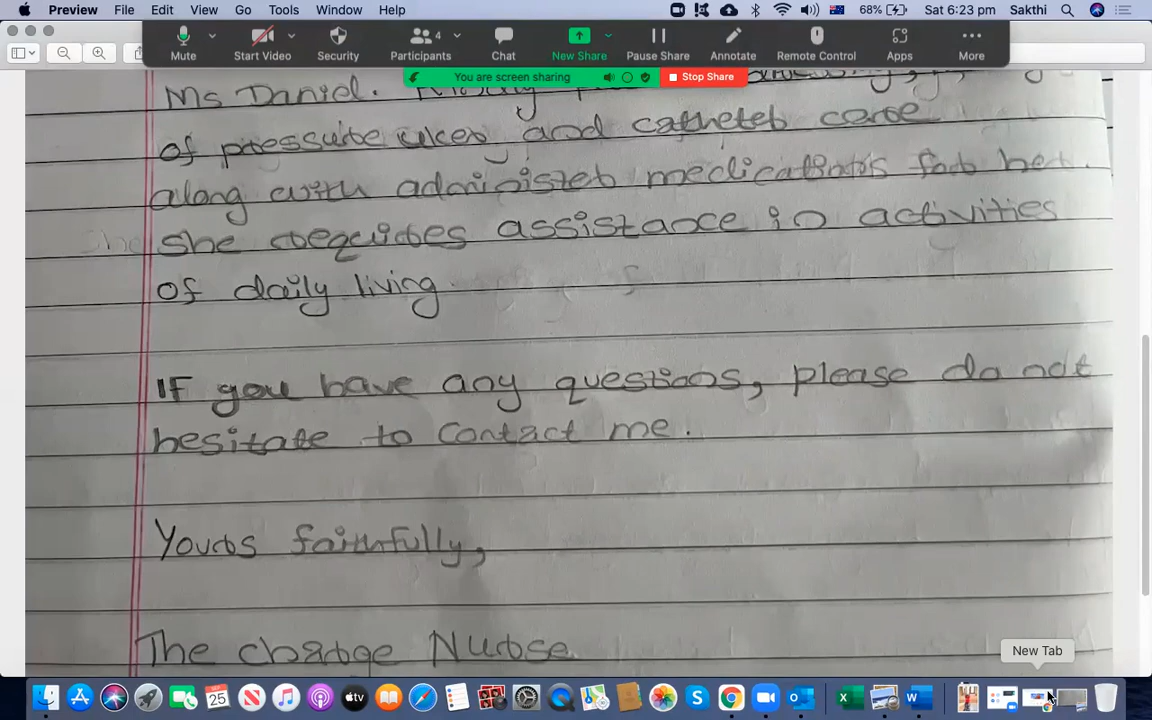 Preview File Edit View Go Tools Window Help 68% Sat 6:23 pm Sakthi
Mute Start Video Security Participants 4 Chat New Share Pause Share Annotate Remote Control Apps More
You are screen sharing Stop Share
Ms Daniel.
of pressure ulcer and catheter care
along with administer medications for her.
she requires assistance in activities
of daily living.
If you have any questions, please do not
hesitate to contact me.
Yours faithfully,
The charge Nurse
New Tab
SEP
25
tv